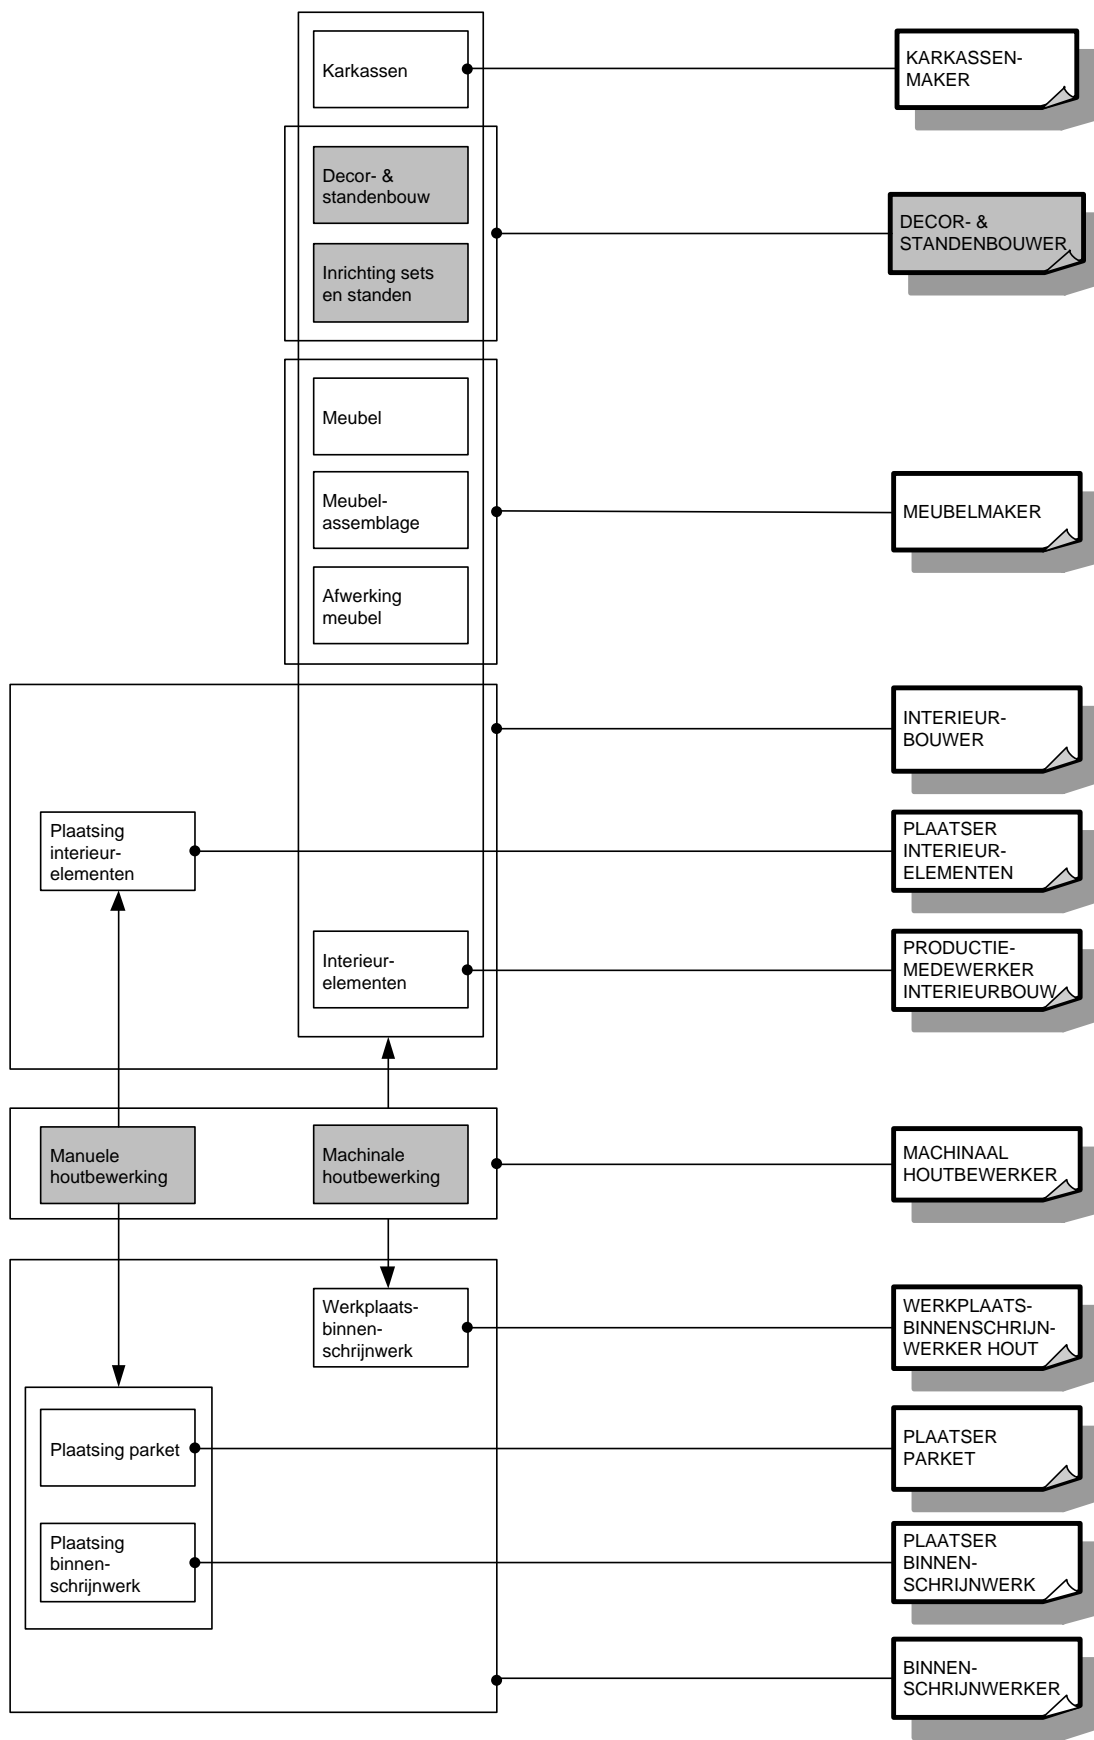 Karkassen
KARKASSEN-
MAKER
Decor- &
standenbouw
Inrichting sets
en standen
DECOR- &
STANDENBOUWER
Meubel
Meubel-
assemblage
Afwerking
meubel
MEUBELMAKER
INTERIEUR-
BOUWER
Plaatsing
interieur-
elementen
PLAATSER
INTERIEUR-
ELEMENTEN
Interieur-
elementen
PRODUCTIE-
MEDEWERKER
INTERIEURBOUW
Manuele
houtbewerking
Machinale
houtbewerking
MACHINAAL
HOUTBEWERKER
Werkplaats-
binnen-
schrijnwerk
WERKPLAATS-
BINNENSCHRIJN-
WERKER HOUT
Plaatsing parket
PLAATSER
PARKET
Plaatsing
binnen-
schrijnwerk
PLAATSER
BINNEN-
SCHRIJNWERK
BINNEN-
SCHRIJNWERKER